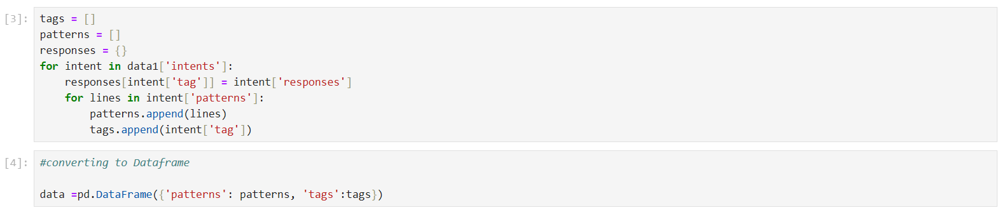 [3]: tags = []
patterns = []
responses = {}
for intent in data1['intents']:
    responses[intent['tag']] = intent['responses']
    for lines in intent['patterns']:
        patterns.append(lines)
        tags.append(intent['tag'])
[4]: #converting to Dataframe
data =pd.DataFrame({'patterns': patterns, 'tags':tags})